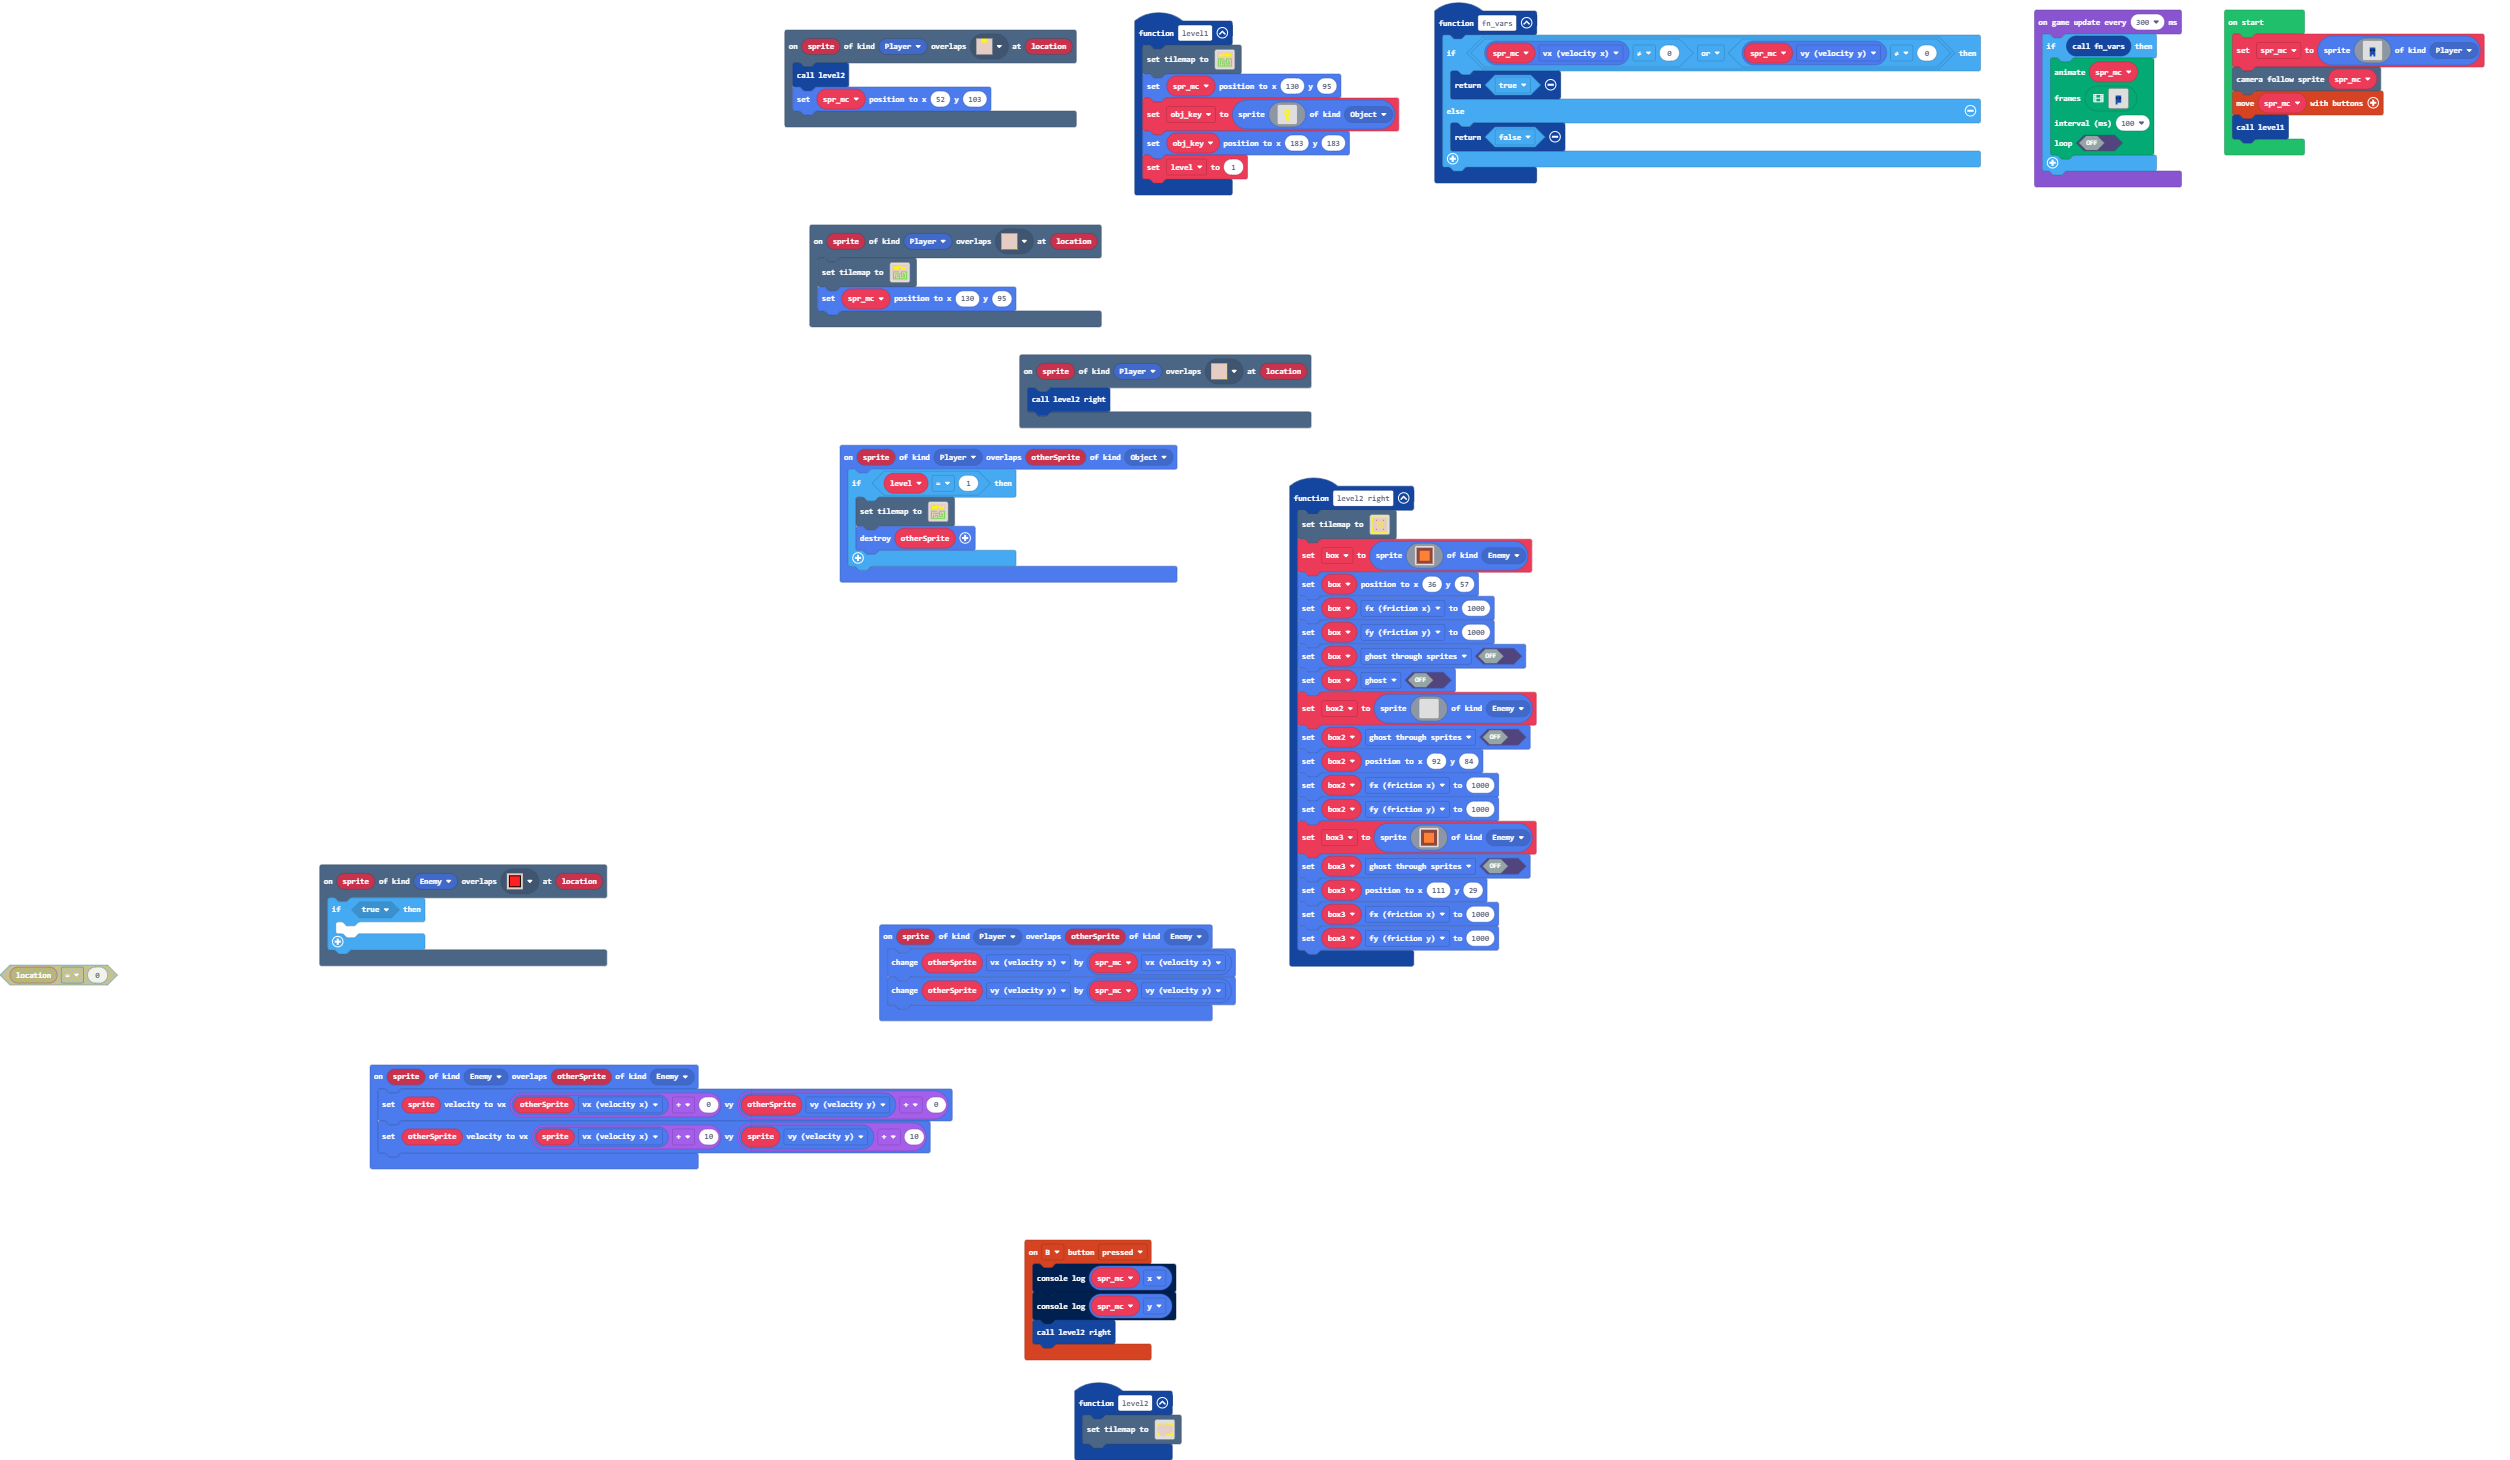 on sprite of kind Player overlaps at location
call level2
set spr_mc position to x 52 y 103
function level1
set tilemap to
set spr_mc position to x 130 y 95
set obj_key to sprite of kind Object
set obj_key position to x 183 y 183
set level to 1
function fn_vars
if spr_mc vx (velocity x) ≠ 0 or spr_mc vy (velocity y) ≠ 0 then
return true
else
return false
on game update every 300 ms
if call fn_vars then
animate spr_mc
frames
interval (ms) 100
loop OFF
on start
set spr_mc to sprite of kind Player
camera follow sprite spr_mc
move spr_mc with buttons
call level1
on sprite of kind Player overlaps at location
set tilemap to
set spr_mc position to x 130 y 95
on sprite of kind Player overlaps at location
call level2 right
on sprite of kind Player overlaps otherSprite of kind Object
if level = 1 then
set tilemap to
destroy otherSprite
function level2 right
set tilemap to
set box to sprite of kind Enemy
set box position to x 36 y 57
set box fx (friction x) to 1000
set box fy (friction y) to 1000
set box ghost through sprites OFF
set box ghost OFF
set box2 to sprite of kind Enemy
set box2 ghost through sprites OFF
set box2 position to x 92 y 84
set box2 fx (friction x) to 1000
set box2 fy (friction y) to 1000
set box3 to sprite of kind Enemy
set box3 ghost through sprites OFF
set box3 position to x 111 y 29
set box3 fx (friction x) to 1000
set box3 fy (friction y) to 1000
on sprite of kind Enemy overlaps at location
if true then
location = 0
on sprite of kind Player overlaps otherSprite of kind Enemy
change otherSprite vx (velocity x) by spr_mc vx (velocity x)
change otherSprite vy (velocity y) by spr_mc vy (velocity y)
on sprite of kind Enemy overlaps otherSprite of kind Enemy
set sprite velocity to vx otherSprite vx (velocity x) 0 vy otherSprite vy (velocity y) 0
set otherSprite velocity to vx sprite vx (velocity x) 10 vy sprite vy (velocity y) 10
on B button pressed
console log spr_mc x
console log spr_mc y
call level2 right
function level2
set tilemap to